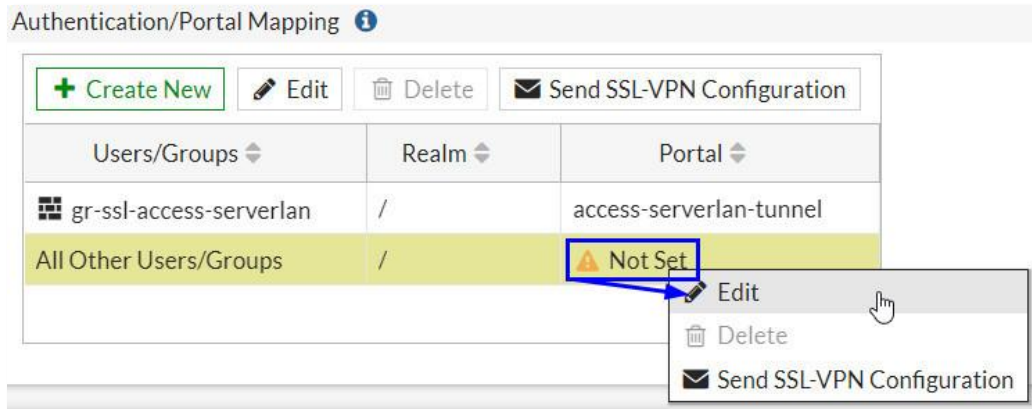 Authentication/Portal Mapping
Create New Edit Delete Send SSL-VPN Configuration
Users/Groups Realm Portal
gr-ssl-access-serverlan / access-serverlan-tunnel
All Other Users/Groups / Not Set
Edit
Delete
Send SSL-VPN Configuration